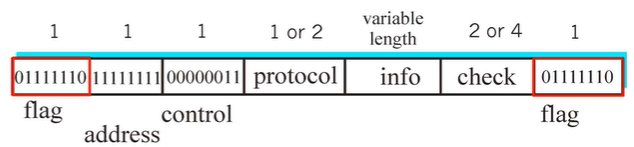 1 1 1 1 or 2 variable length 2 or 4 1
01111110 11111111 00000011 protocol info check 01111110
flag address control flag